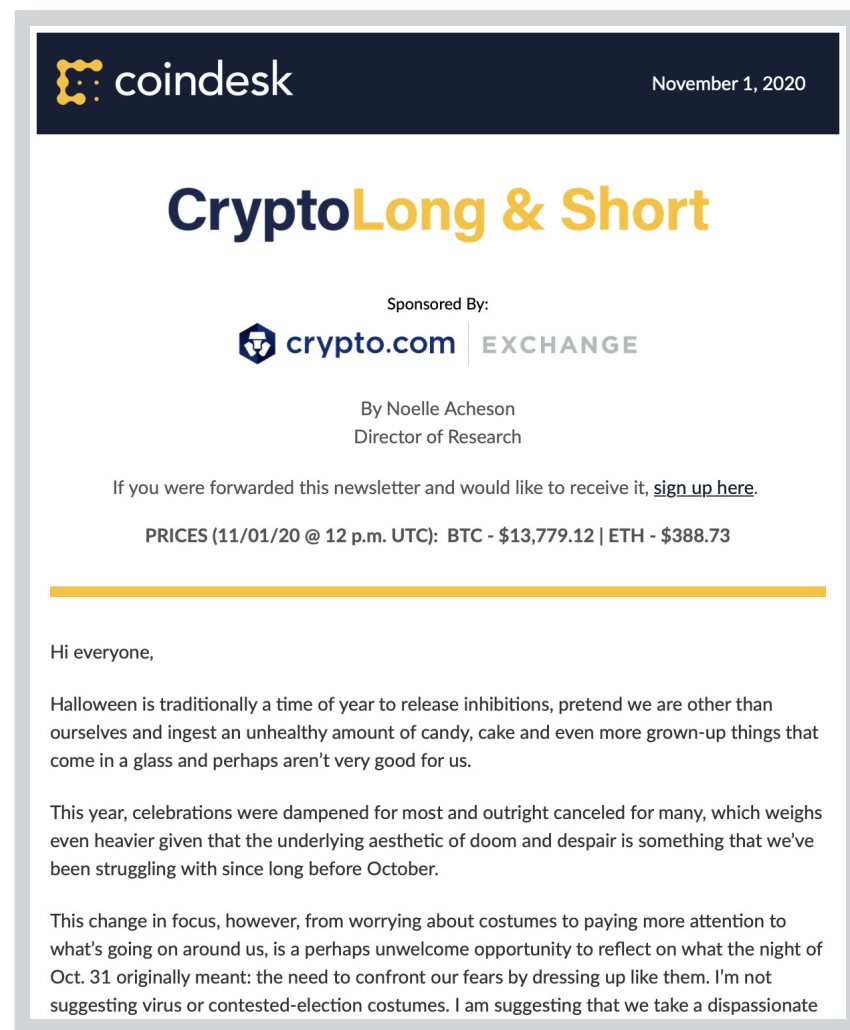 coindesk
November 1, 2020
CryptoLong & Short
Sponsored By:
crypto.com | EXCHANGE
By Noelle Acheson
Director of Research
If you were forwarded this newsletter and would like to receive it, sign up here.
PRICES (11/01/20 @ 12 p.m. UTC):  BTC - $13,779.12 | ETH - $388.73
Hi everyone,
Halloween is traditionally a time of year to release inhibitions, pretend we are other than
ourselves and ingest an unhealthy amount of candy, cake and even more grown-up things that
come in a glass and perhaps aren’t very good for us.
This year, celebrations were dampened for most and outright canceled for many, which weighs
even heavier given that the underlying aesthetic of doom and despair is something that we’ve
been struggling with since long before October.
This change in focus, however, from worrying about costumes to paying more attention to
what’s going on around us, is a perhaps unwelcome opportunity to reflect on what the night of
Oct. 31 originally meant: the need to confront our fears by dressing up like them. I’m not
suggesting virus or contested-election costumes. I am suggesting that we take a dispassionate